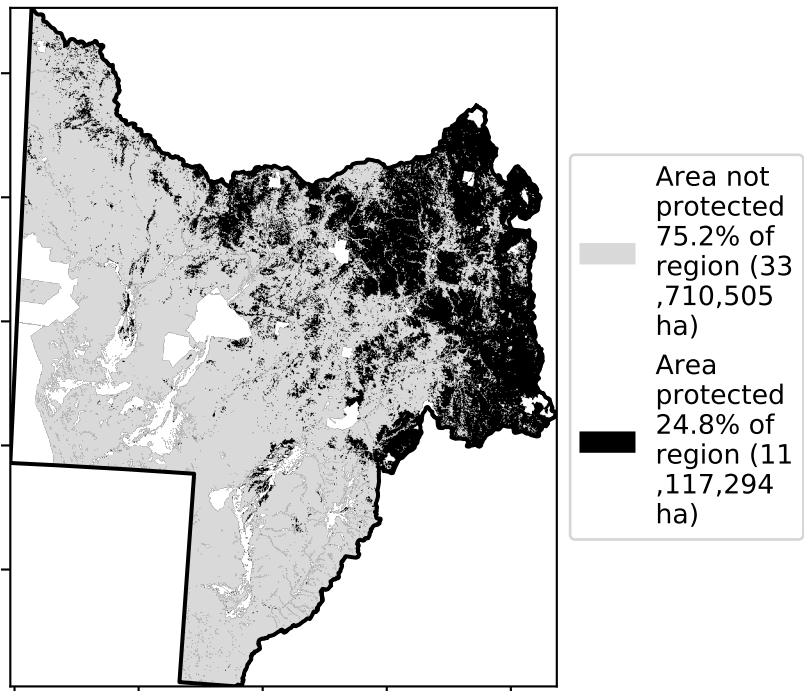 Area not
protected
75.2% of
region (33
,710,505
ha)
Area
protected
24.8% of
region (11
,117,294
ha)